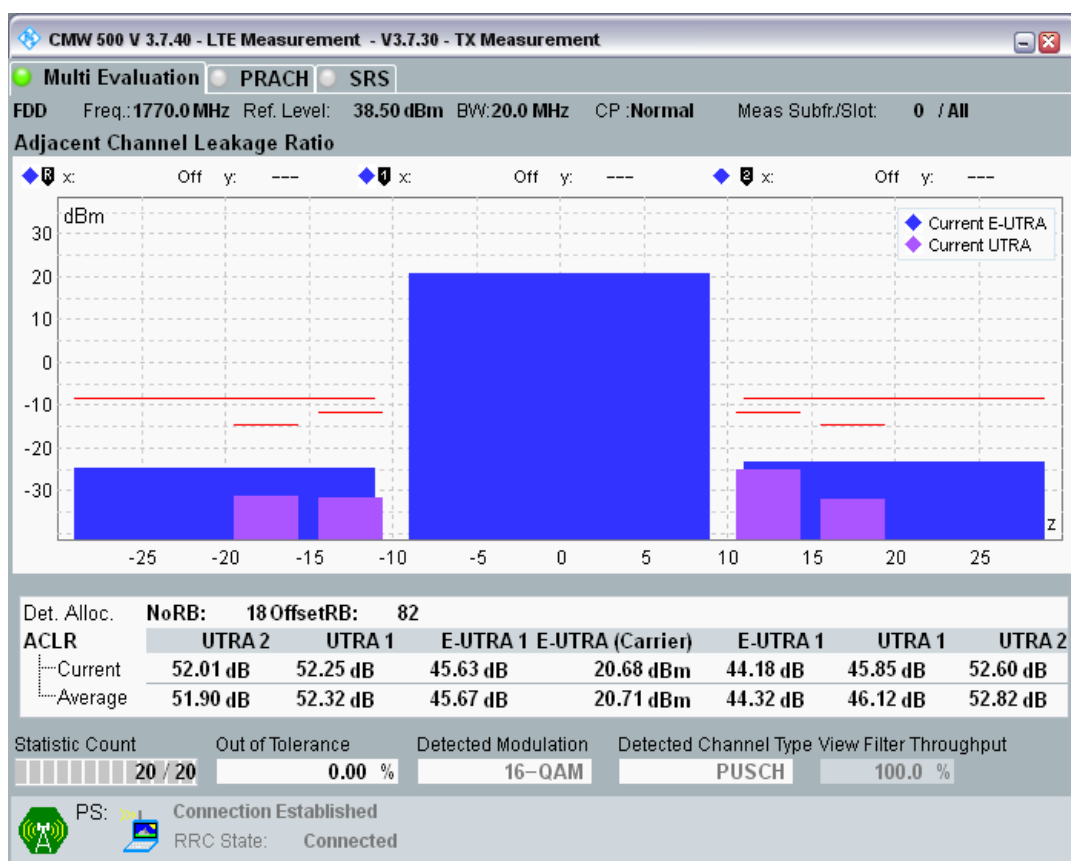 CMW 500 V 3.7.40 - LTE Measurement - V3.7.30 - TX Measurement
Multi Evaluation PRACH SRS
FDD Freq.:1770.0 MHz Ref. Level: 38.50 dBm BW:20.0 MHz CP :Normal Meas Subfr./Slot: 0 / All
Adjacent Channel Leakage Ratio
R x: Off y: --- 1 x: Off y: --- 2 x: Off y: ---
dBm
Current E-UTRA
Current UTRA
30
20
10
0
-10
-20
-30
z
-25 -20 -15 -10 -5 0 5 10 15 20 25
Det. Alloc. NoRB: 18 OffsetRB: 82
ACLR UTRA 2 UTRA 1 E-UTRA 1 E-UTRA (Carrier) E-UTRA 1 UTRA 1 UTRA 2
Current 52.01 dB 52.25 dB 45.63 dB 20.68 dBm 44.18 dB 45.85 dB 52.60 dB
Average 51.90 dB 52.32 dB 45.67 dB 20.71 dBm 44.32 dB 46.12 dB 52.82 dB
Statistic Count Out of Tolerance Detected Modulation Detected Channel Type View Filter Throughput
20 / 20 0.00 % 16-QAM PUSCH 100.0 %
PS: Connection Established
RRC State: Connected